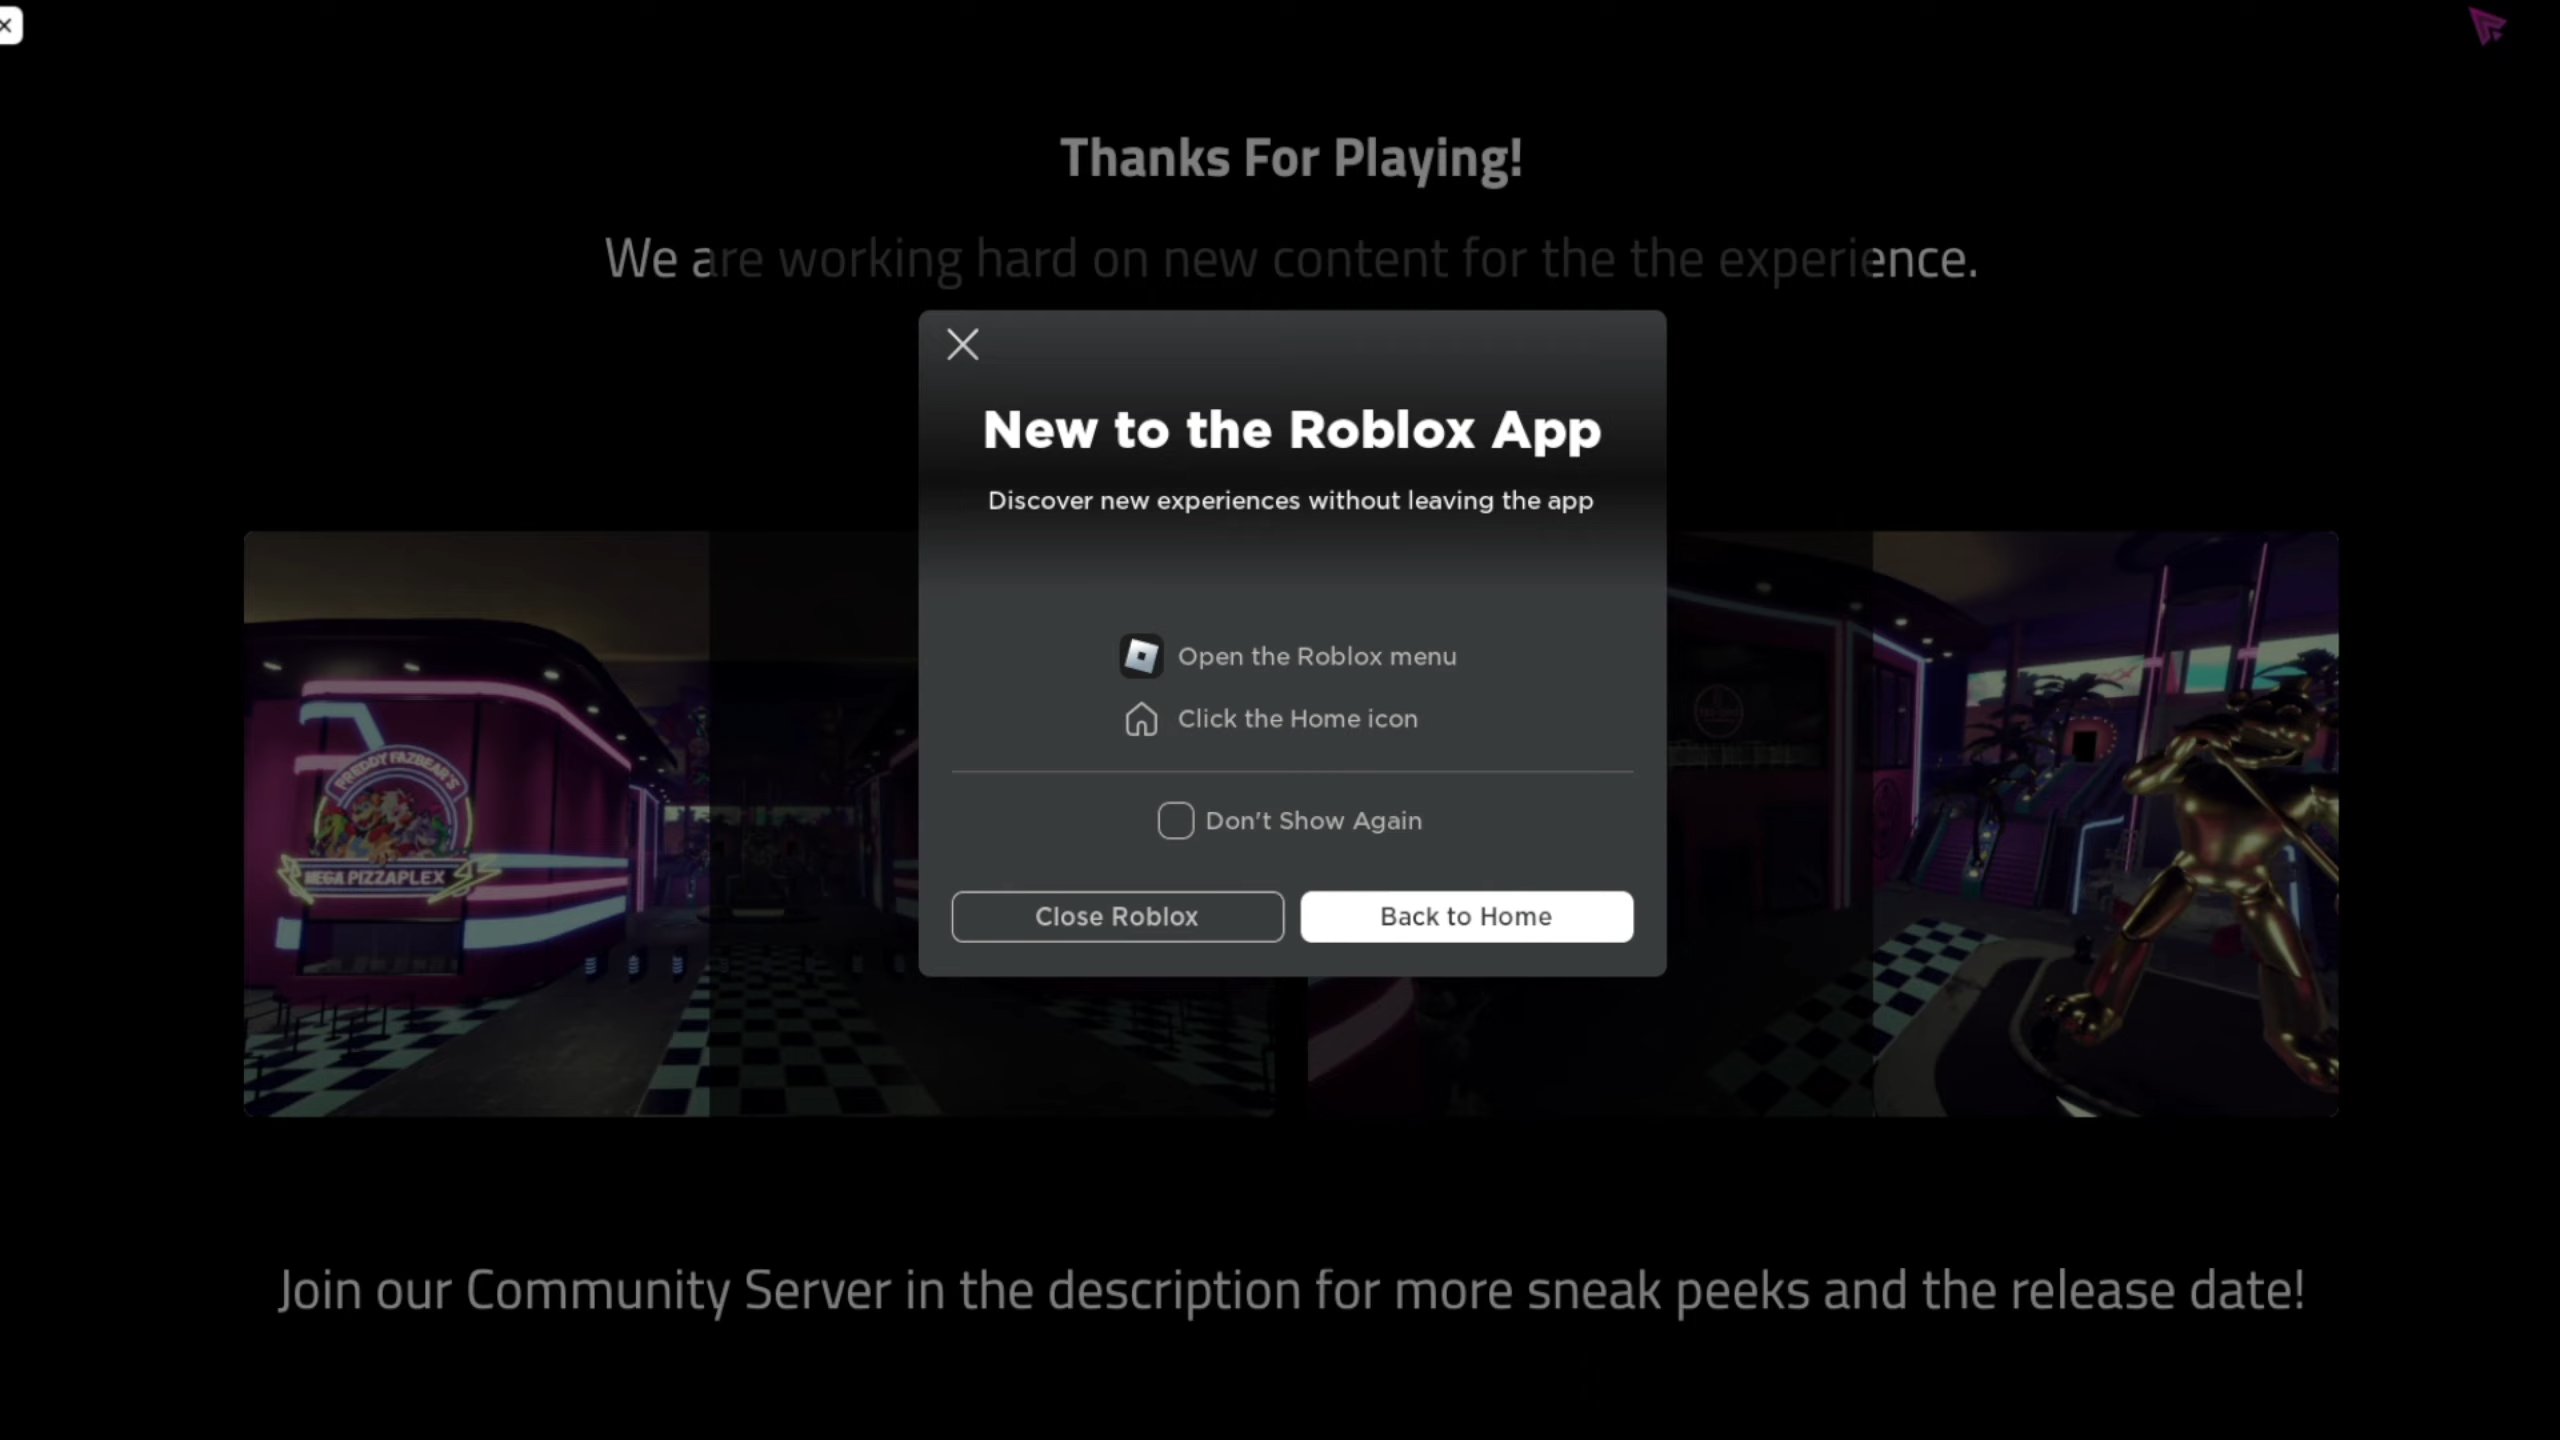 Thanks For Playing!
We are working hard on new content for the the experience.
New to the Roblox App
Discover new experiences without leaving the app
Open the Roblox menu
Click the Home icon
Don't Show Again
Close Roblox
Back to Home
FREDDY FAZBEAR'S
MEGA PIZZAPLEX
Join our Community Server in the description for more sneak peeks and the release date!